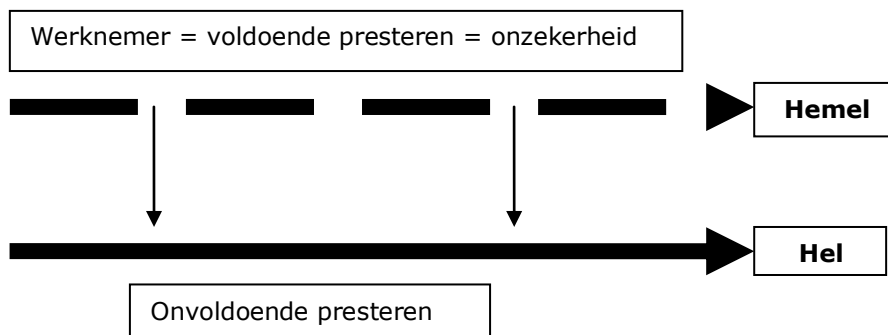 Werknemer = voldoende presteren = onzekerheid
Hemel
Hel
Onvoldoende presteren